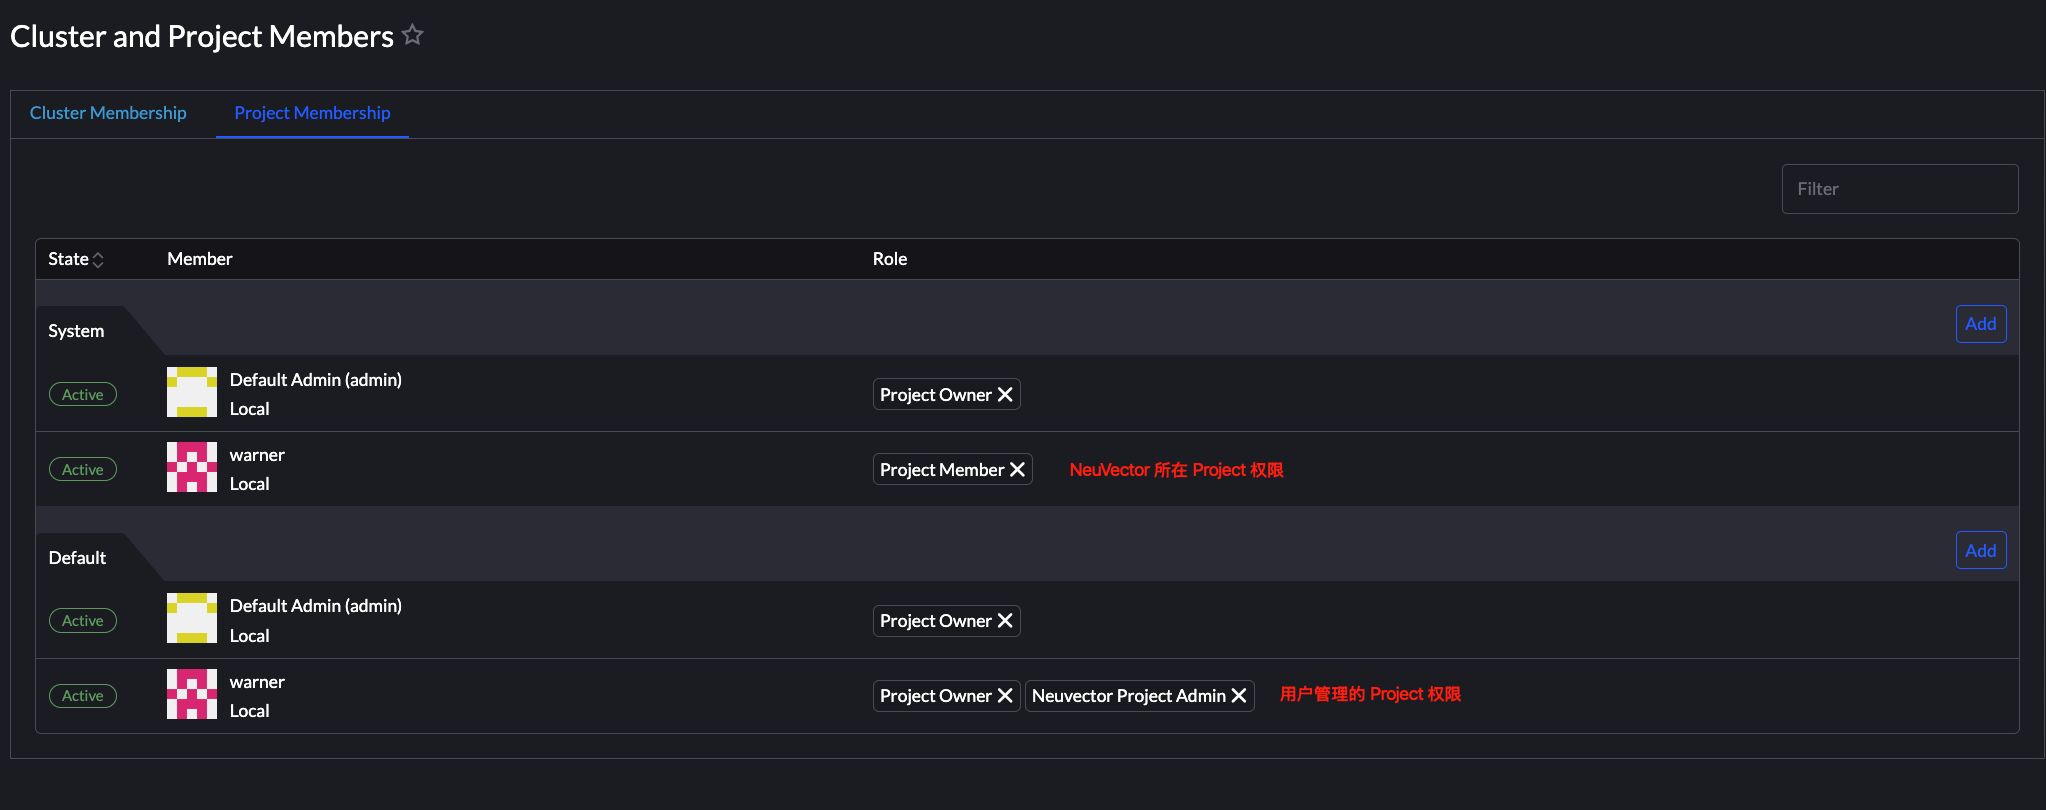 Cluster and Project Members
Cluster Membership Project Membership
Filter
State Member Role
System Add
Active Default Admin (admin) Project Owner
Local
Active warner Project Member NeuVector 所在 Project 权限
Local
Default Add
Active Default Admin (admin) Project Owner
Local
Active warner Project Owner Neuvector Project Admin 用户管理的 Project 权限
Local